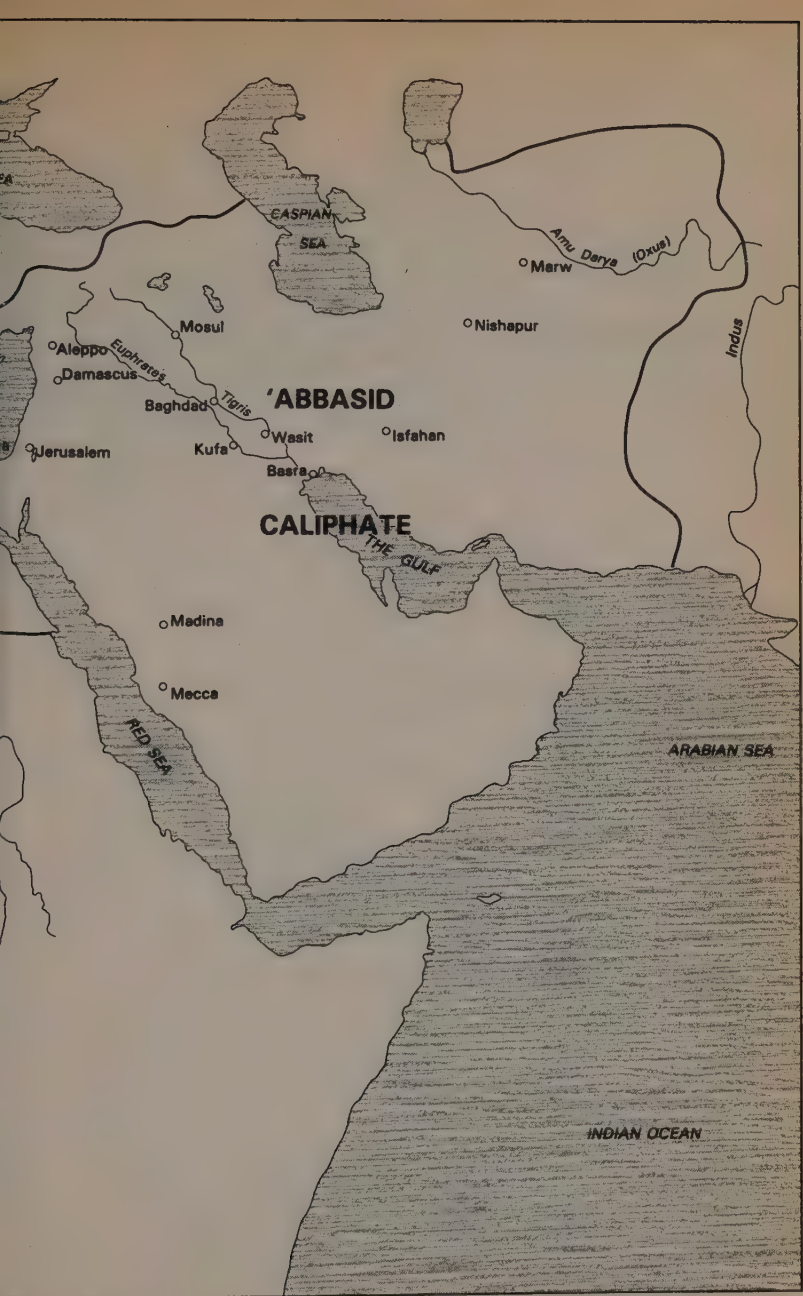 CASPIAN
SEA
Amu Darya (Oxus)
Marw
Nishapur
Indus
Mosul
Aleppo
Euphrates
Damascus
Tigris
Baghdad
'ABBASID
Wasit
Isfahan
Kufa
Jerusalem
Basra
CALIPHATE
THE GULF
Madina
Mecca
RED SEA
ARABIAN SEA
INDIAN OCEAN